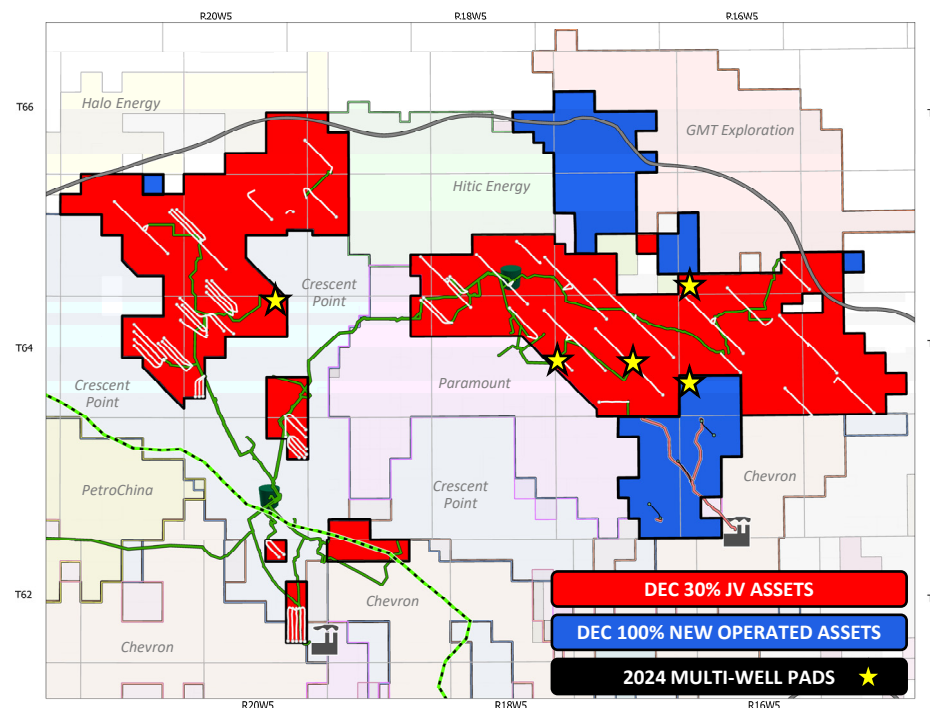 R20W5
R18W5
R16W5
T66
Halo Energy
GMT Exploration
Hitic Energy
Crescent
Point
T64
Crescent
Point
Paramount
PetroChina
Crescent
Point
Chevron
T62
Chevron
Chevron
DEC 30% JV ASSETS
DEC 100% NEW OPERATED ASSETS
2024 MULTI-WELL PADS
R20W5
R18W5
R16W5